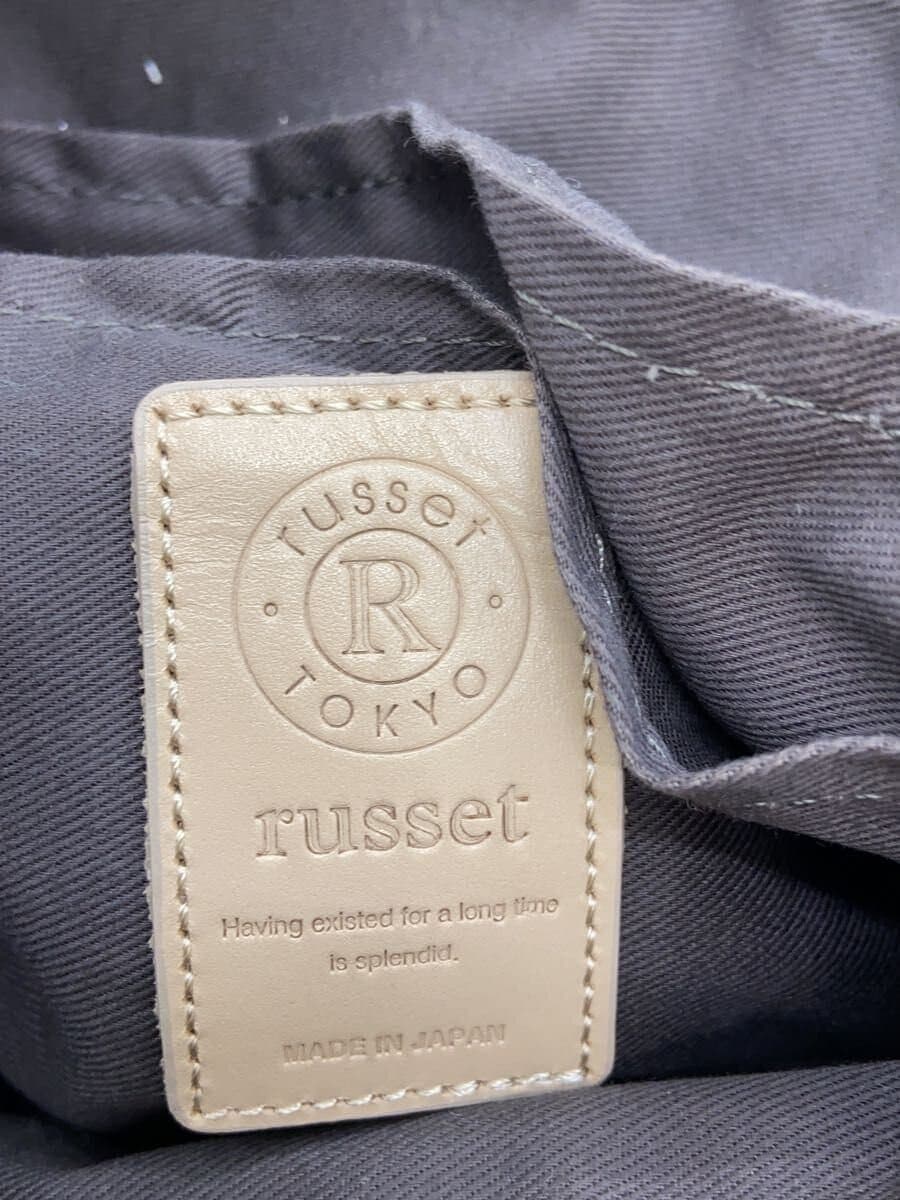 russet
R
TOKYO
russet
Having existed for a long time
is splendid.
MADE IN JAPAN